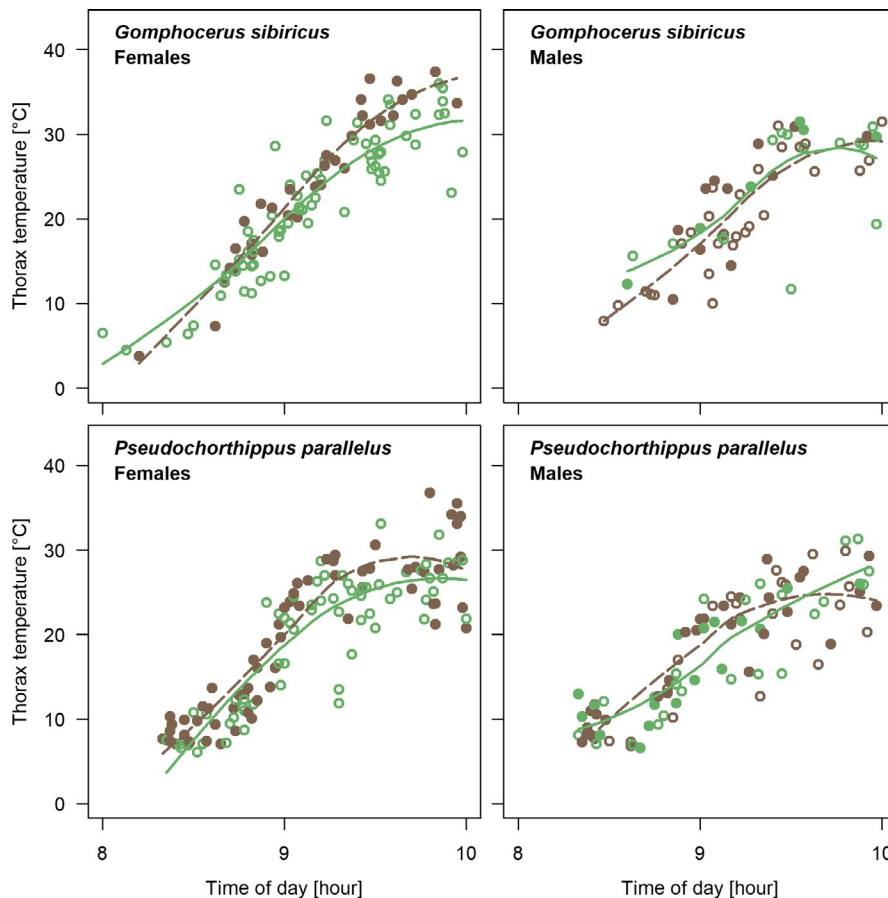 Gomphocerus sibiricus
Females
Gomphocerus sibiricus
Males
Thorax temperature [°C]
40
30
20
10
0
Pseudochorthippus parallelus
Females
Pseudochorthippus parallelus
Males
Thorax temperature [°C]
40
30
20
10
0
8
9
10
8
9
10
Time of day [hour]
Time of day [hour]